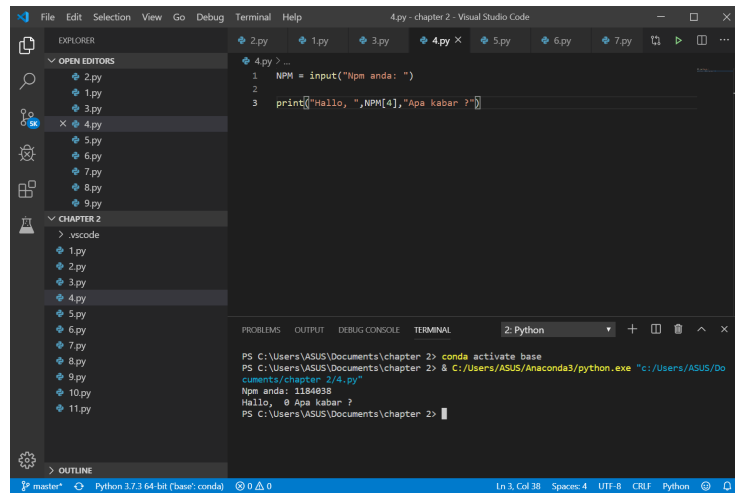 File Edit Selection View Go Debug Terminal Help 4.py - chapter 2 - Visual Studio Code
EXPLORER
OPEN EDITORS
2.py
1.py
3.py
4.py
5.py
6.py
7.py
8.py
9.py
CHAPTER 2
.vscode
1.py
2.py
3.py
4.py
5.py
6.py
7.py
8.py
9.py
10.py
11.py
OUTLINE
5K
2.py 1.py 3.py 4.py 5.py 6.py 7.py
4.py > ...
1 NPM = input("Npm anda: ")
2
3 print("Hallo, ",NPM[4],"Apa kabar ?")
PROBLEMS OUTPUT DEBUG CONSOLE TERMINAL 2: Python
PS C:\Users\ASUS\Documents\chapter 2> conda activate base
PS C:\Users\ASUS\Documents\chapter 2> & C:/Users/ASUS/Anaconda3/python.exe "c:/Users/ASUS/Do
cuments/chapter 2/4.py"
Npm anda: 1184038
Hallo,  0 Apa kabar ?
PS C:\Users\ASUS\Documents\chapter 2>
master* Python 3.7.3 64-bit ('base': conda) 0 0 Ln 3, Col 38 Spaces: 4 UTF-8 CRLF Python